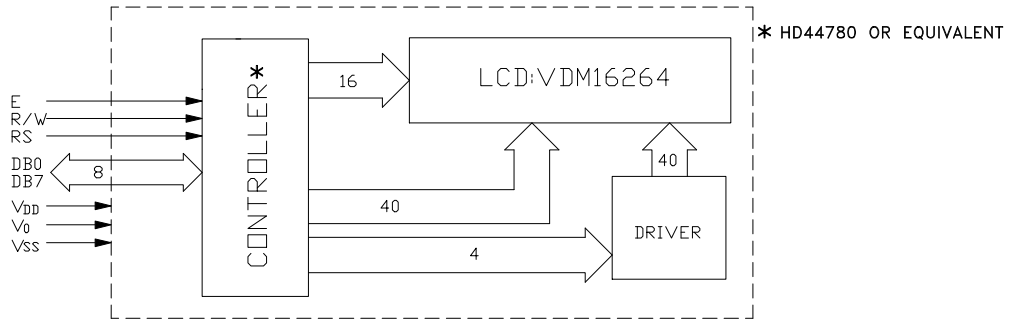 * HD44780 OR EQUIVALENT
LCD:VDM16264
CONTROLLER*
16
E
R/W
RS
DB0
DB7
8
40
40
VDD
V0
VSS
DRIVER
4